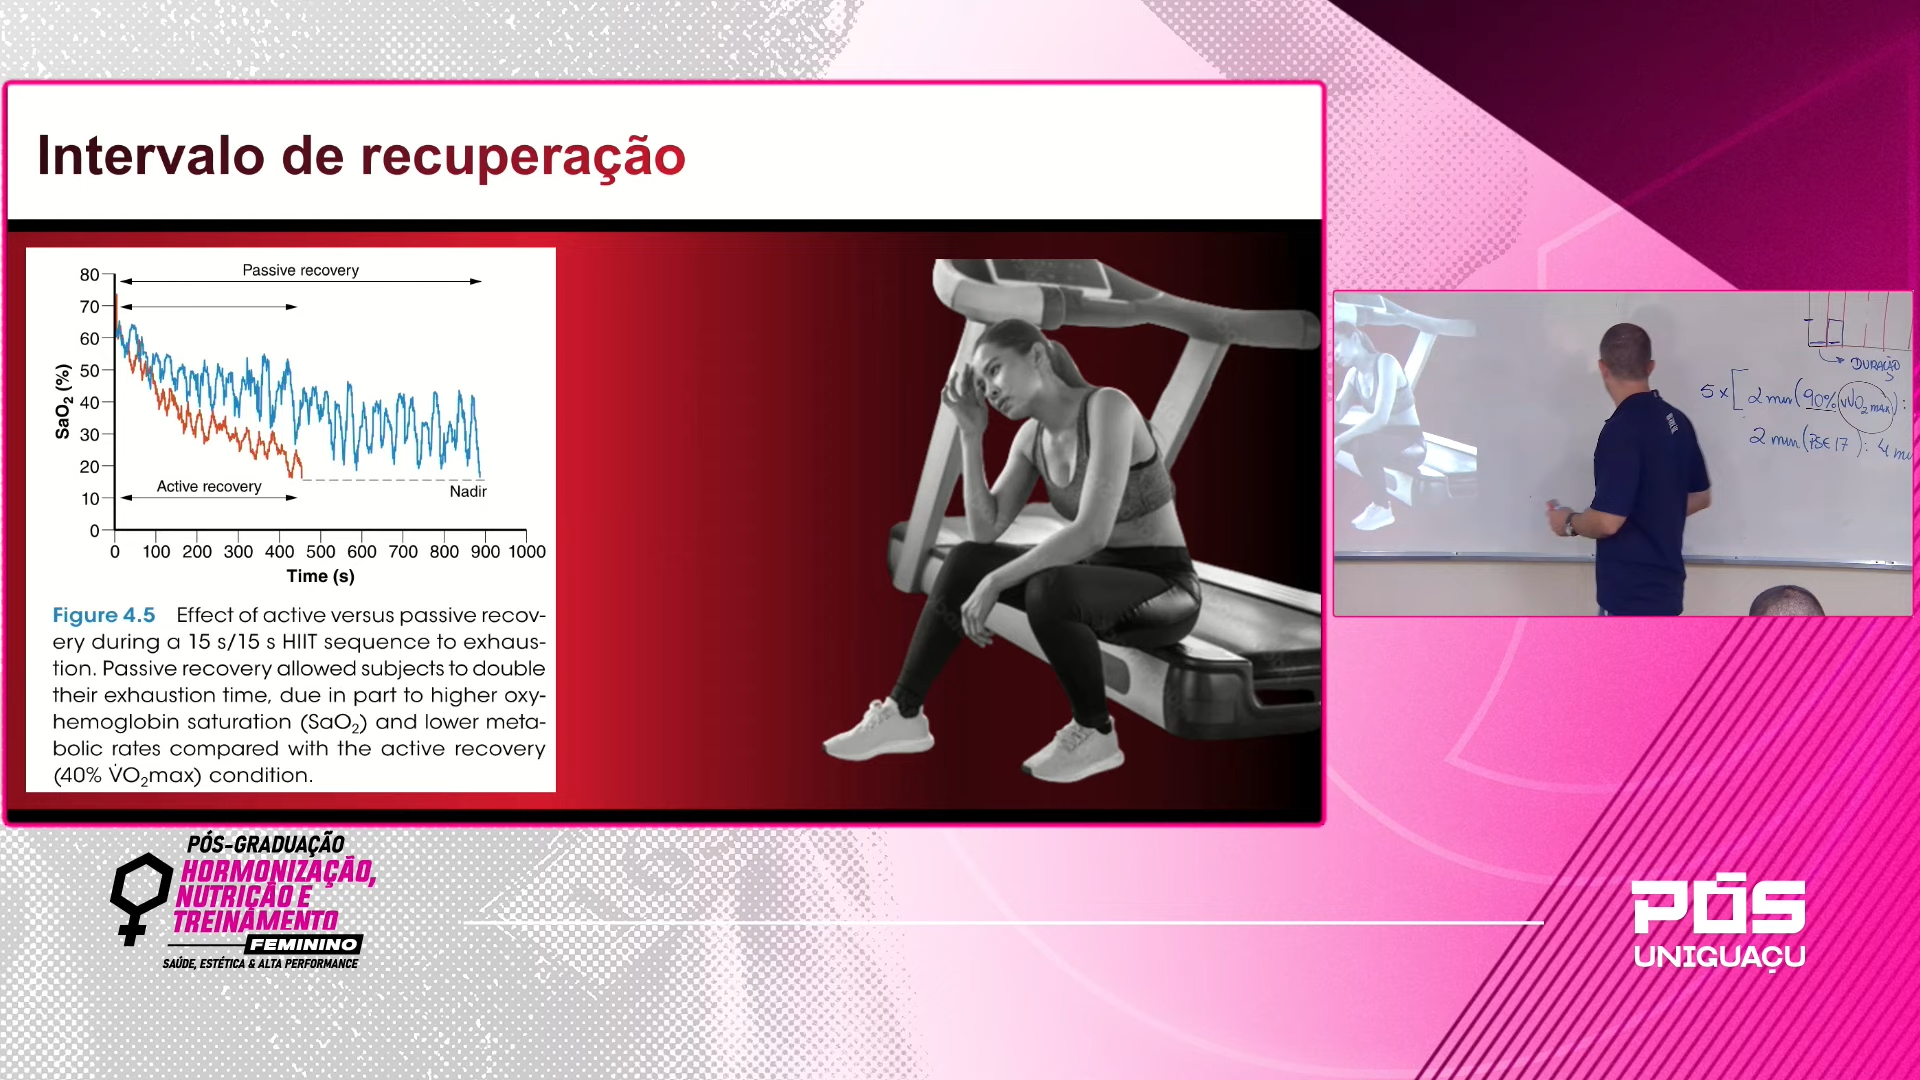 Intervalo de recuperação
Passive recovery
80
70
60
50
40
30
20
10
0
SaO2 (%)
Active recovery
Nadir
0 100 200 300 400 500 600 700 800 900 1000
Time (s)
Figure 4.5 Effect of active versus passive recov-
ery during a 15 s/15 s HIIT sequence to exhaus-
tion. Passive recovery allowed subjects to double
their exhaustion time, due in part to higher oxy-
hemoglobin saturation (SaO2) and lower meta-
bolic rates compared with the active recovery
(40% V̇O2max) condition.
DURAÇÃO
5x[ 2 min (90% vVO2max) :
2 min (PSE 17) : 4 m
PÓS-GRADUAÇÃO
HORMONIZAÇÃO,
NUTRIÇÃO E
TREINAMENTO
FEMININO
SAÚDE, ESTÉTICA & ALTA PERFORMANCE
PÓS
UNIGUAÇU